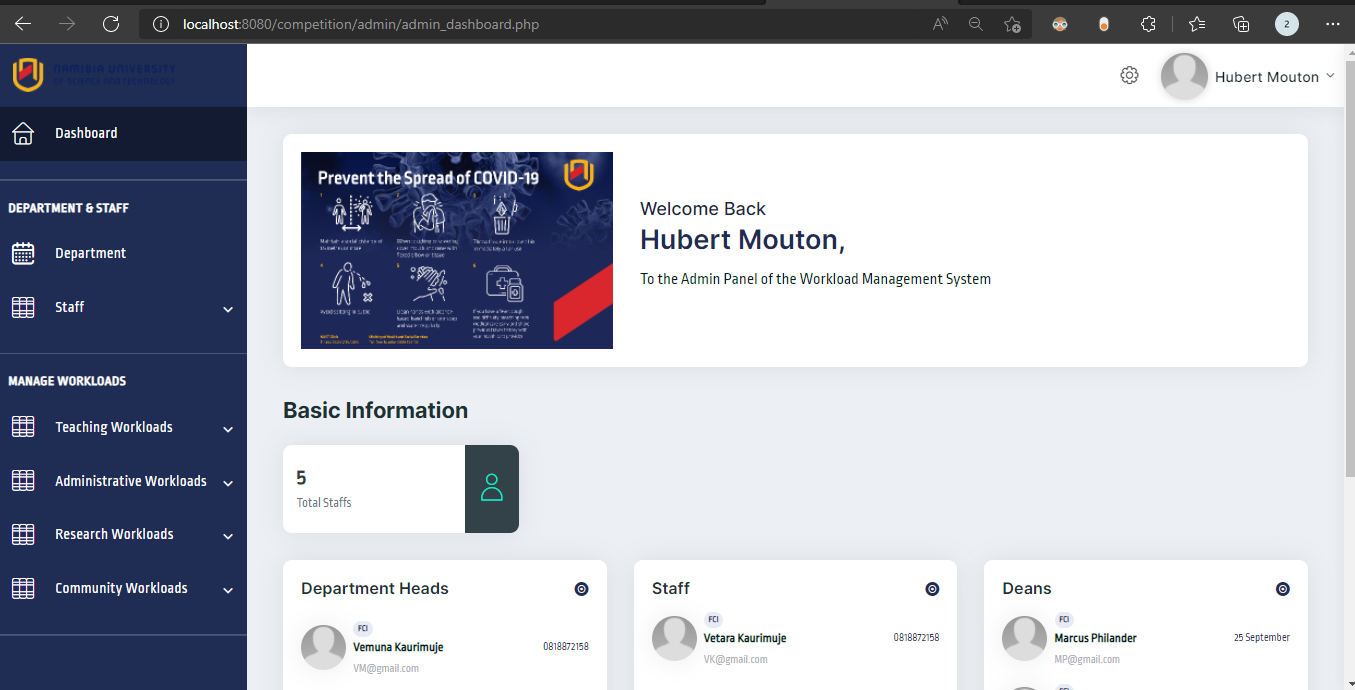 localhost:8080/competition/admin/admin_dashboard.php
2
NAMIBIA UNIVERSITY
OF SCIENCE AND TECHNOLOGY
Hubert Mouton
Dashboard
DEPARTMENT & STAFF
Department
Staff
MANAGE WORKLOADS
Teaching Workloads
Administrative Workloads
Research Workloads
Community Workloads
Prevent the Spread of COVID-19
Welcome Back
Hubert Mouton,
To the Admin Panel of the Workload Management System
Basic Information
5
Total Staffs
Department Heads
FCI
Vemuna Kaurimuje
0818872158
VM@gmail.com
Staff
FCI
Vetara Kaurimuje
0818872158
VK@gmail.com
Deans
FCI
Marcus Philander
25 September
MP@gmail.com